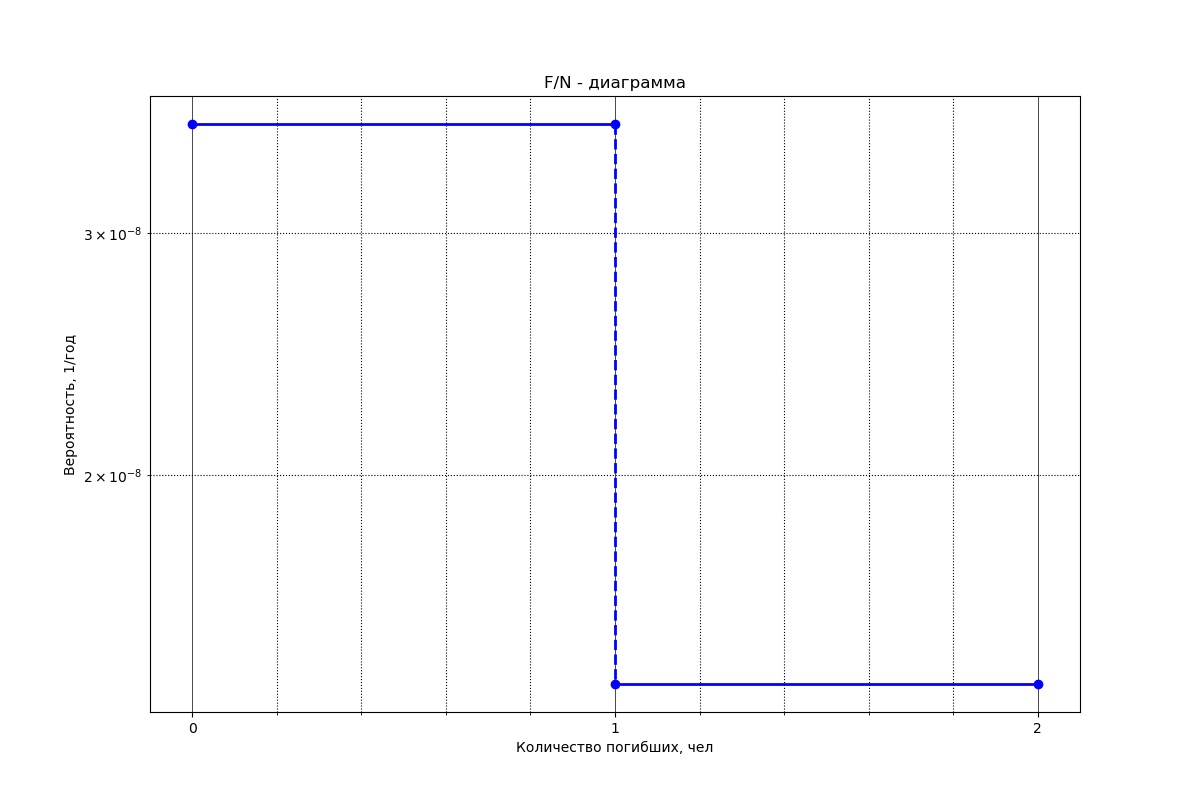 F/N - диаграмма
3 × 10⁻⁸
Вероятность, 1/год
2 × 10⁻⁸
0 1 2
Количество погибших, чел